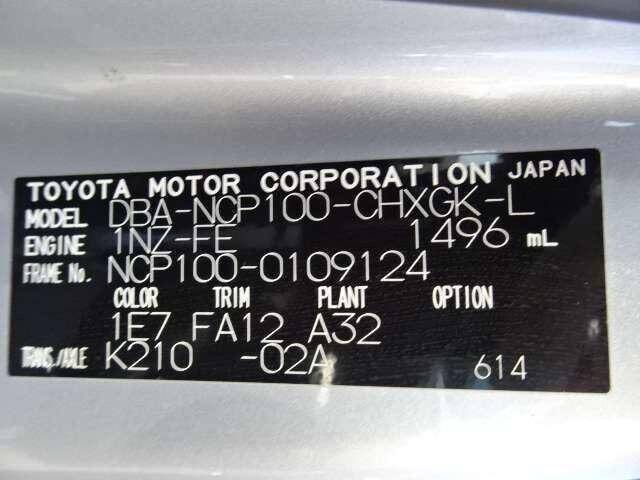 TOYOTA MOTOR CORPORATION JAPAN
MODEL DBA-NCP100-CHXGK-L
ENGINE 1NZ-FE 1496 mL
FRAME No. NCP100-0109124
COLOR TRIM PLANT OPTION
1E7 FA12 A32
TRANS./AXLE K210 -02A 614